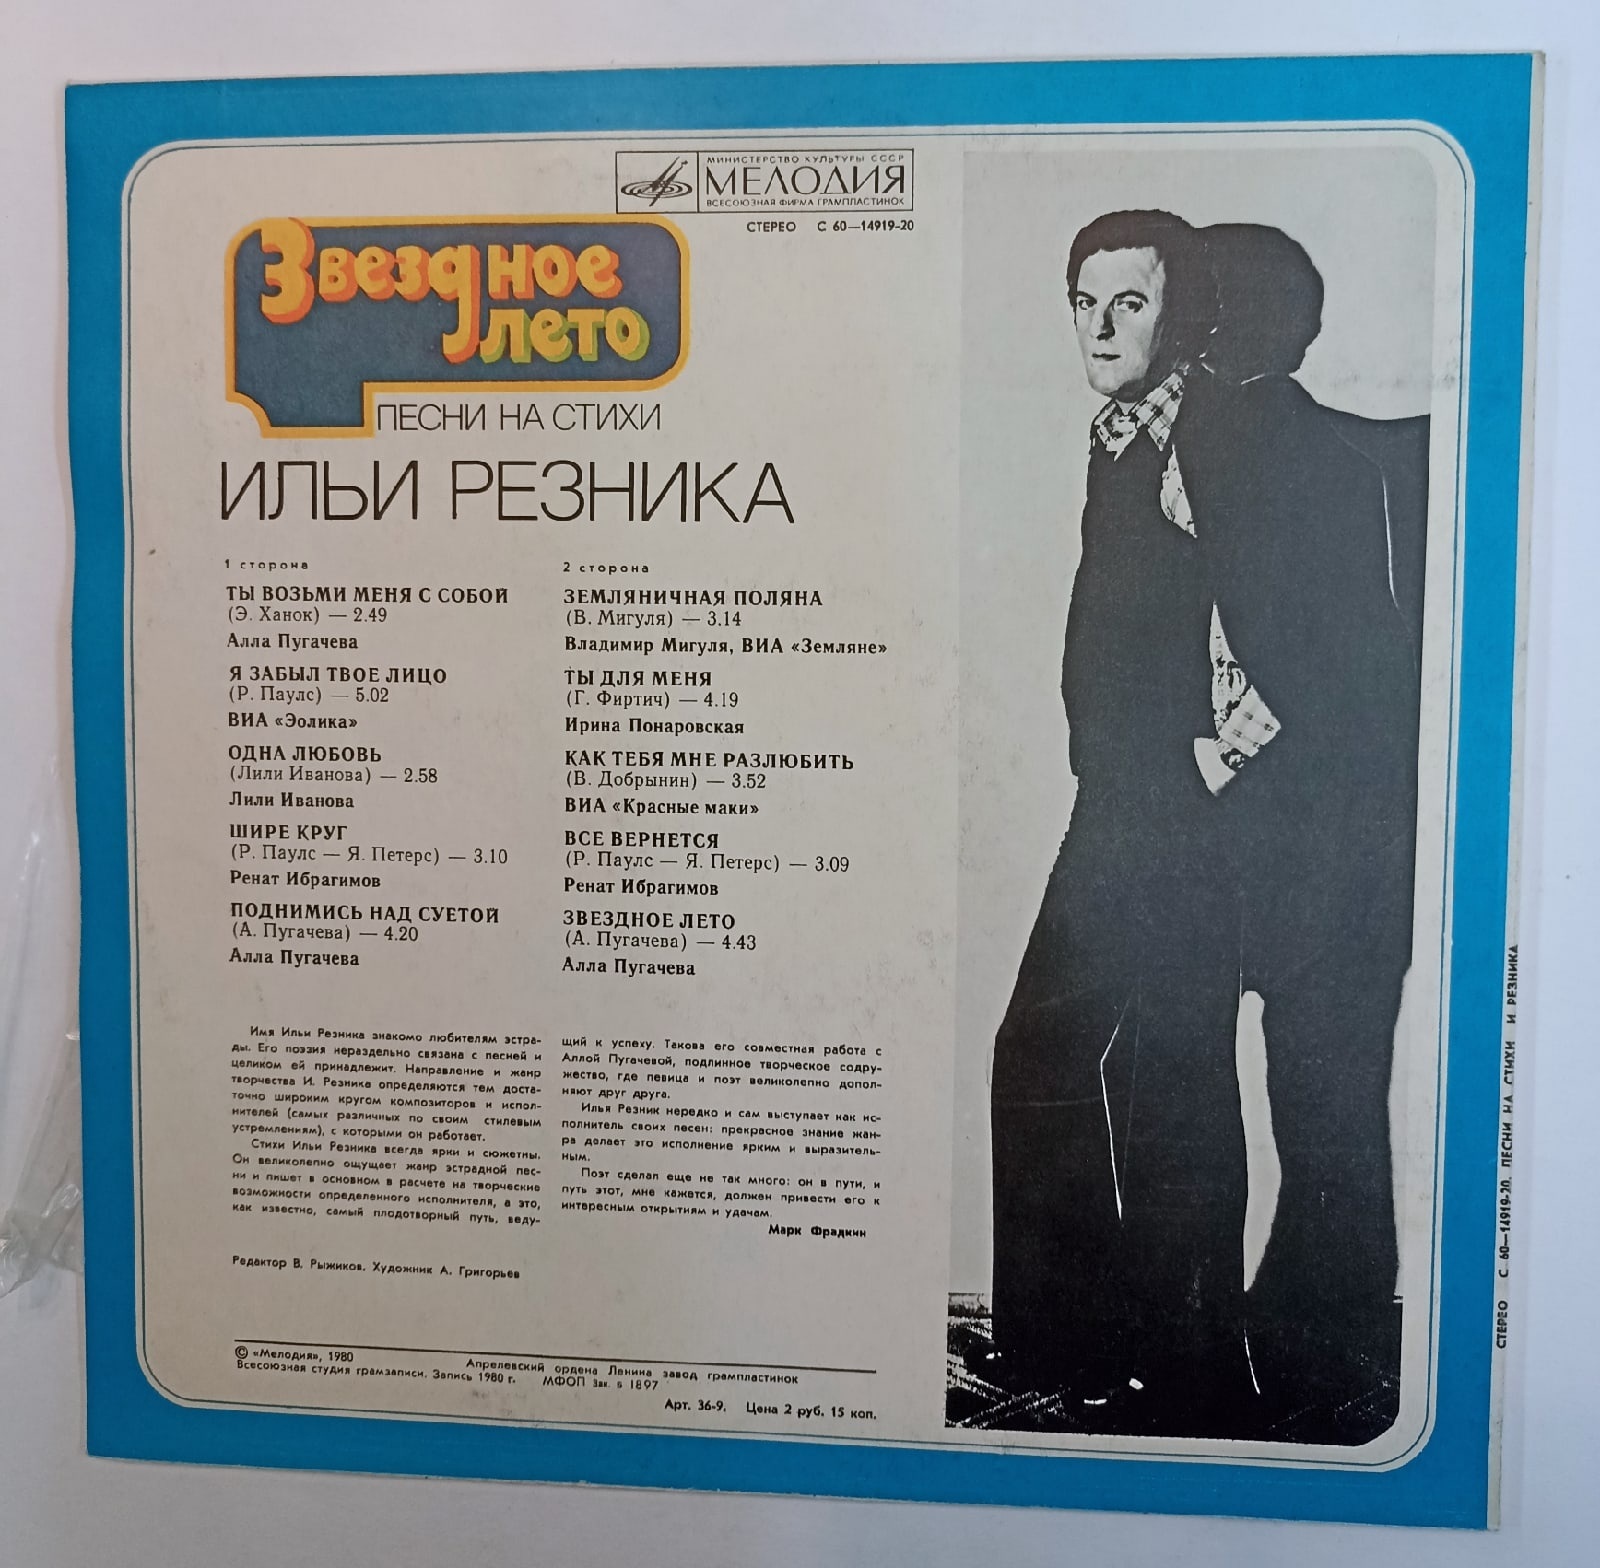 МИНИСТЕРСТВО КУЛЬТУРЫ СССР
МЕЛОДИЯ
ВСЕСОЮЗНАЯ ФИРМА ГРАМПЛАСТИНОК
СТЕРЕО С 60—14919-20
Звездное
лето
ПЕСНИ НА СТИХИ
ИЛЬИ РЕЗНИКА
1 сторона
ТЫ ВОЗЬМИ МЕНЯ С СОБОЙ
(Э. Ханок) — 2.49
Алла Пугачева
Я ЗАБЫЛ ТВОЕ ЛИЦО
(Р. Паулс) — 5.02
ВИА «Эолика»
ОДНА ЛЮБОВЬ
(Лили Иванова) — 2.58
Лили Иванова
ШИРЕ КРУГ
(Р. Паулс — Я. Петерс) — 3.10
Ренат Ибрагимов
ПОДНИМИСЬ НАД СУЕТОЙ
(А. Пугачева) — 4.20
Алла Пугачева
2 сторона
ЗЕМЛЯНИЧНАЯ ПОЛЯНА
(В. Мигуля) — 3.14
Владимир Мигуля, ВИА «Земляне»
ТЫ ДЛЯ МЕНЯ
(Г. Фиртич) — 4.19
Ирина Понаровская
КАК ТЕБЯ МНЕ РАЗЛЮБИТЬ
(В. Добрынин) — 3.52
ВИА «Красные маки»
ВСЕ ВЕРНЕТСЯ
(Р. Паулс — Я. Петерс) — 3.09
Ренат Ибрагимов
ЗВЕЗДНОЕ ЛЕТО
(А. Пугачева) — 4.43
Алла Пугачева
Имя Ильи Резника знакомо любителям эстра-
ды. Его поэзия нераздельно связана с песней и
целиком ей принадлежит. Направление и жанр
творчества И. Резника определяются тем доста-
точно широким кругом композиторов и испол-
нителей (самых различных по своим стилевым
устремлениям), с которыми он работает.
Стихи Ильи Резника всегда ярки и сюжетны.
Он великолепно ощущает жанр эстрадной пес-
ни и пишет в основном в расчете на творческие
возможности определенного исполнителя, а это,
как известно, самый плодотворный путь, веду-
щий к успеху. Такова его совместная работа с
Аллой Пугачевой, подлинное творческое содру-
жество, где певица и поэт великолепно допол-
няют друг друга.
Илья Резник нередко и сам выступает как ис-
полнитель своих песен: прекрасное знание жан-
ра делает это исполнение ярким и выразитель-
ным.
Поэт сделал еще не так много: он в пути, и
путь этот, мне кажется, должен привести его к
интересным открытиям и удачам.
Марк Фрадкин
Редактор В. Рыжиков. Художник А. Григорьев
© «Мелодия», 1980
Всесоюзная студия грамзаписи. Запись 1980 г.
Апрелевский ордена Ленина завод грампластинок
МФОП Зак. 5 1897
Арт. 36-9. Цена 2 руб. 15 коп.
СТЕРЕО С 60—14919-20. ПЕСНИ НА СТИХИ И РЕЗНИКА